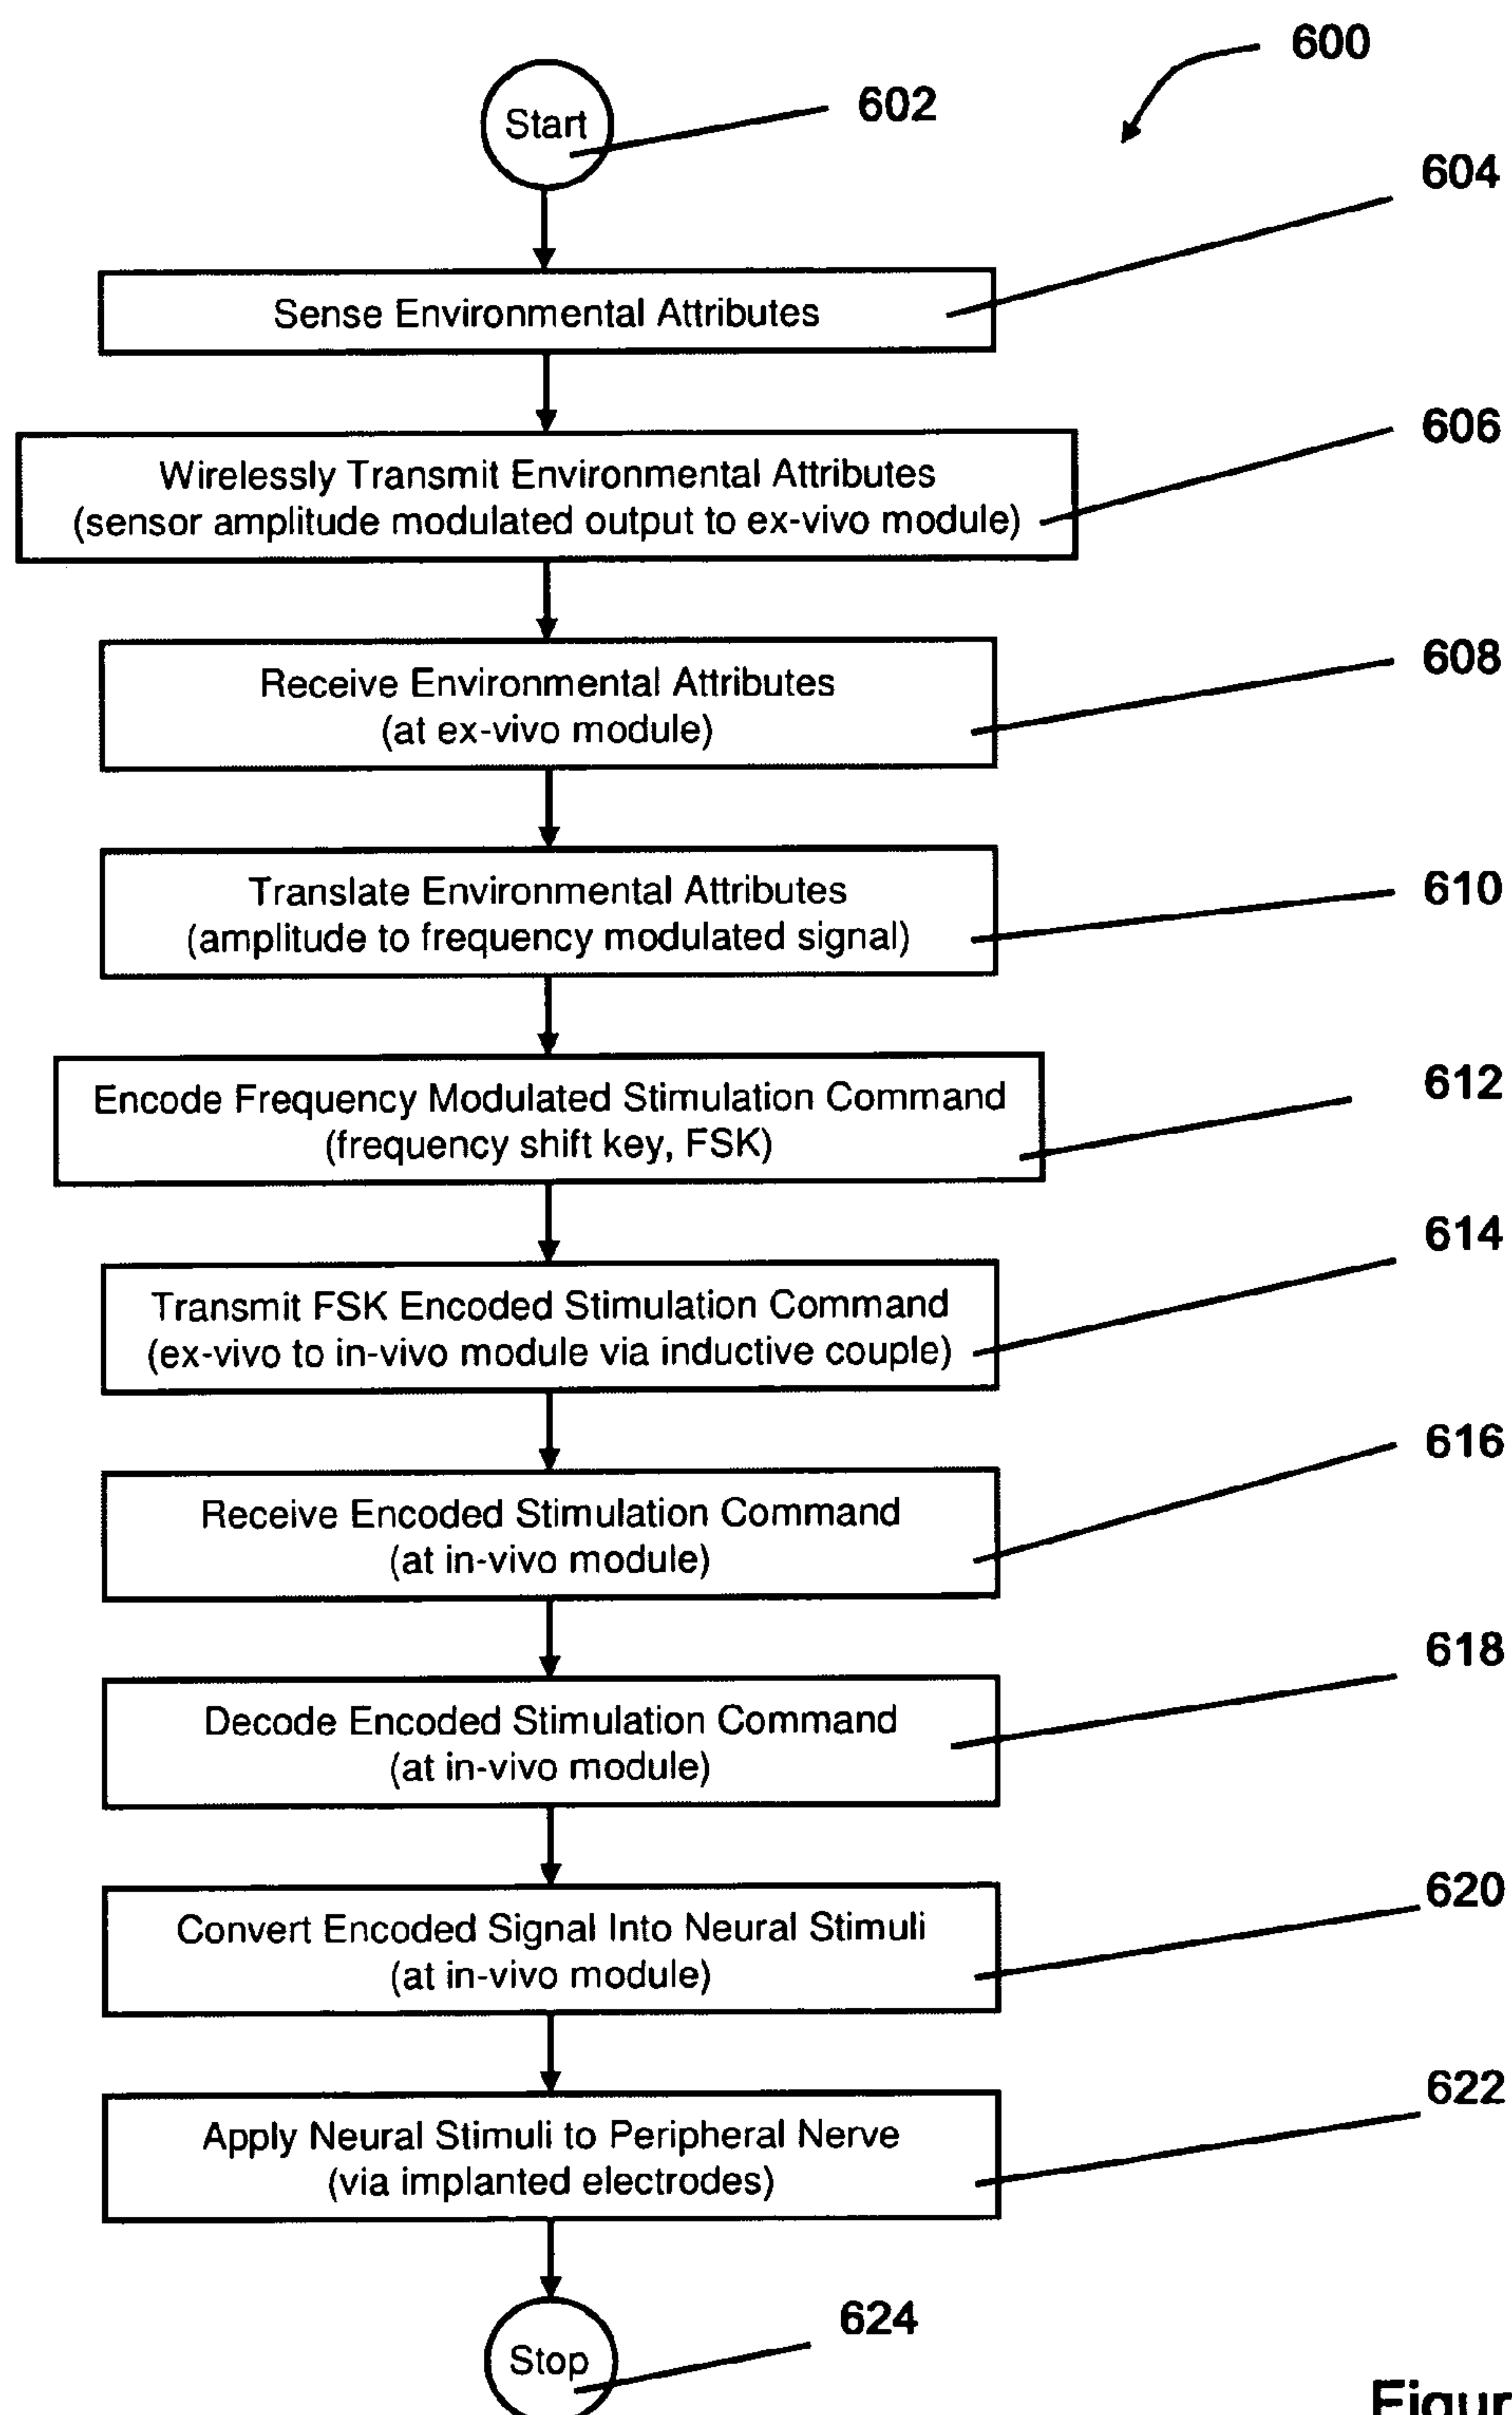 600
Start
602
604
Sense Environmental Attributes
606
Wirelessly Transmit Environmental Attributes
(sensor amplitude modulated output to ex-vivo module)
608
Receive Environmental Attributes
(at ex-vivo module)
610
Translate Environmental Attributes
(amplitude to frequency modulated signal)
612
Encode Frequency Modulated Stimulation Command
(frequency shift key, FSK)
614
Transmit FSK Encoded Stimulation Command
(ex-vivo to in-vivo module via inductive couple)
616
Receive Encoded Stimulation Command
(at in-vivo module)
618
Decode Encoded Stimulation Command
(at in-vivo module)
620
Convert Encoded Signal Into Neural Stimuli
(at in-vivo module)
622
Apply Neural Stimuli to Peripheral Nerve
(via implanted electrodes)
624
Stop